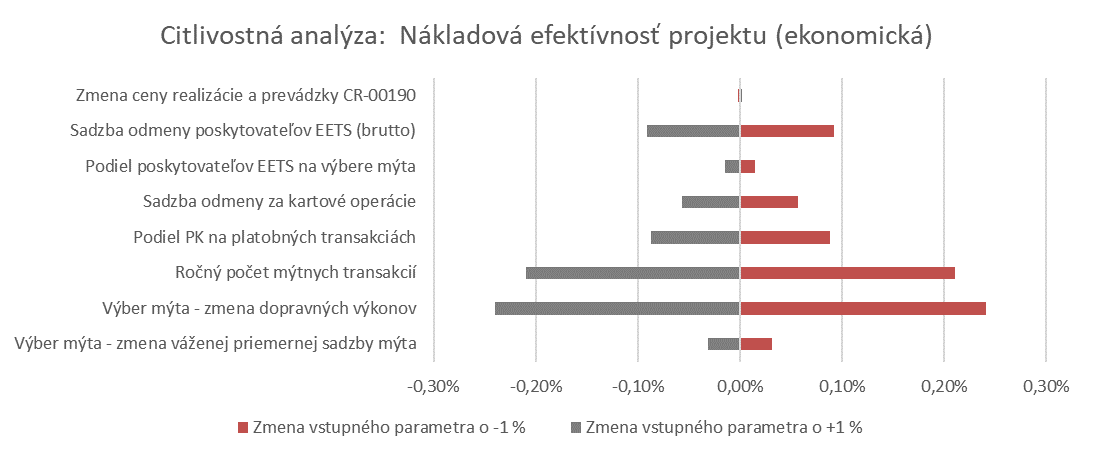 Citlivostná analýza:  Nákladová efektívnosť projektu (ekonomická)
Zmena ceny realizácie a prevádzky CR-00190
Sadzba odmeny poskytovateľov EETS (brutto)
Podiel poskytovateľov EETS na výbere mýta
Sadzba odmeny za kartové operácie
Podiel PK na platobných transakciách
Ročný počet mýtnych transakcií
Výber mýta - zmena dopravných výkonov
Výber mýta - zmena váženej priemernej sadzby mýta
-0,30% -0,20% -0,10% 0,00% 0,10% 0,20% 0,30%
Zmena vstupného parametra o -1 % Zmena vstupného parametra o +1 %